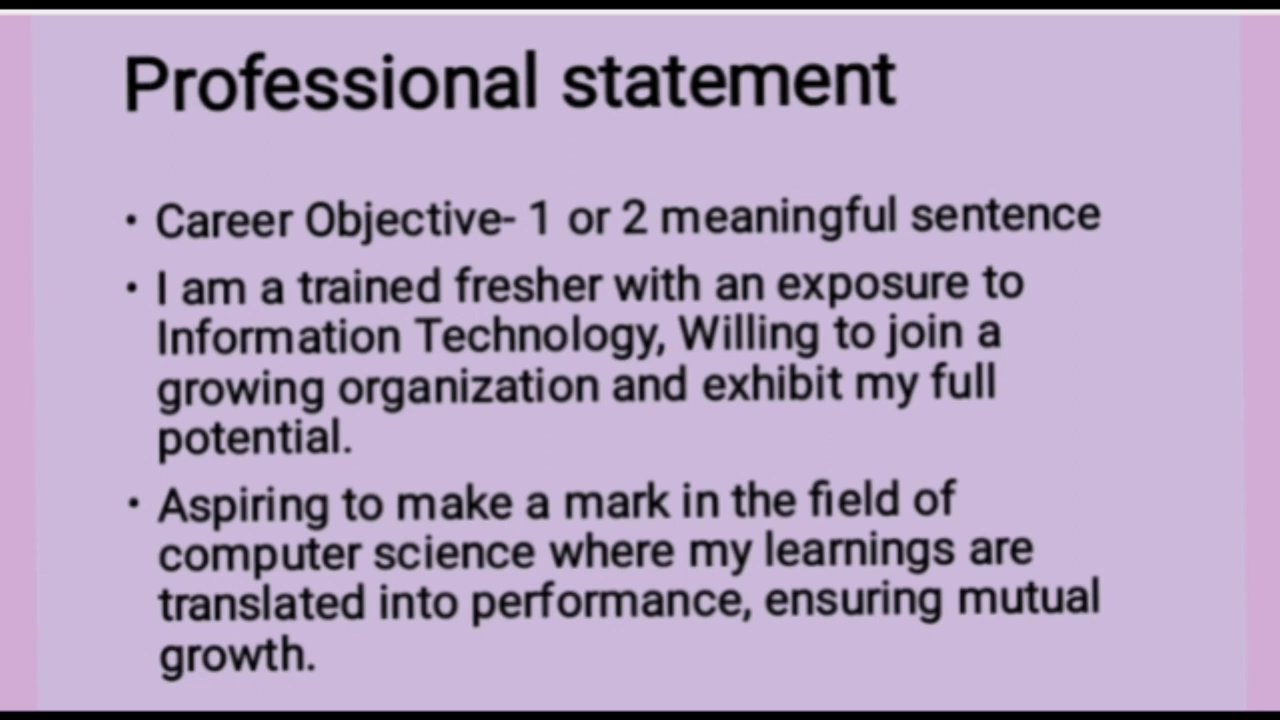 Professional statement
• Career Objective- 1 or 2 meaningful sentence
• I am a trained fresher with an exposure to
Information Technology, Willing to join a
growing organization and exhibit my full
potential.
• Aspiring to make a mark in the field of
computer science where my learnings are
translated into performance, ensuring mutual
growth.